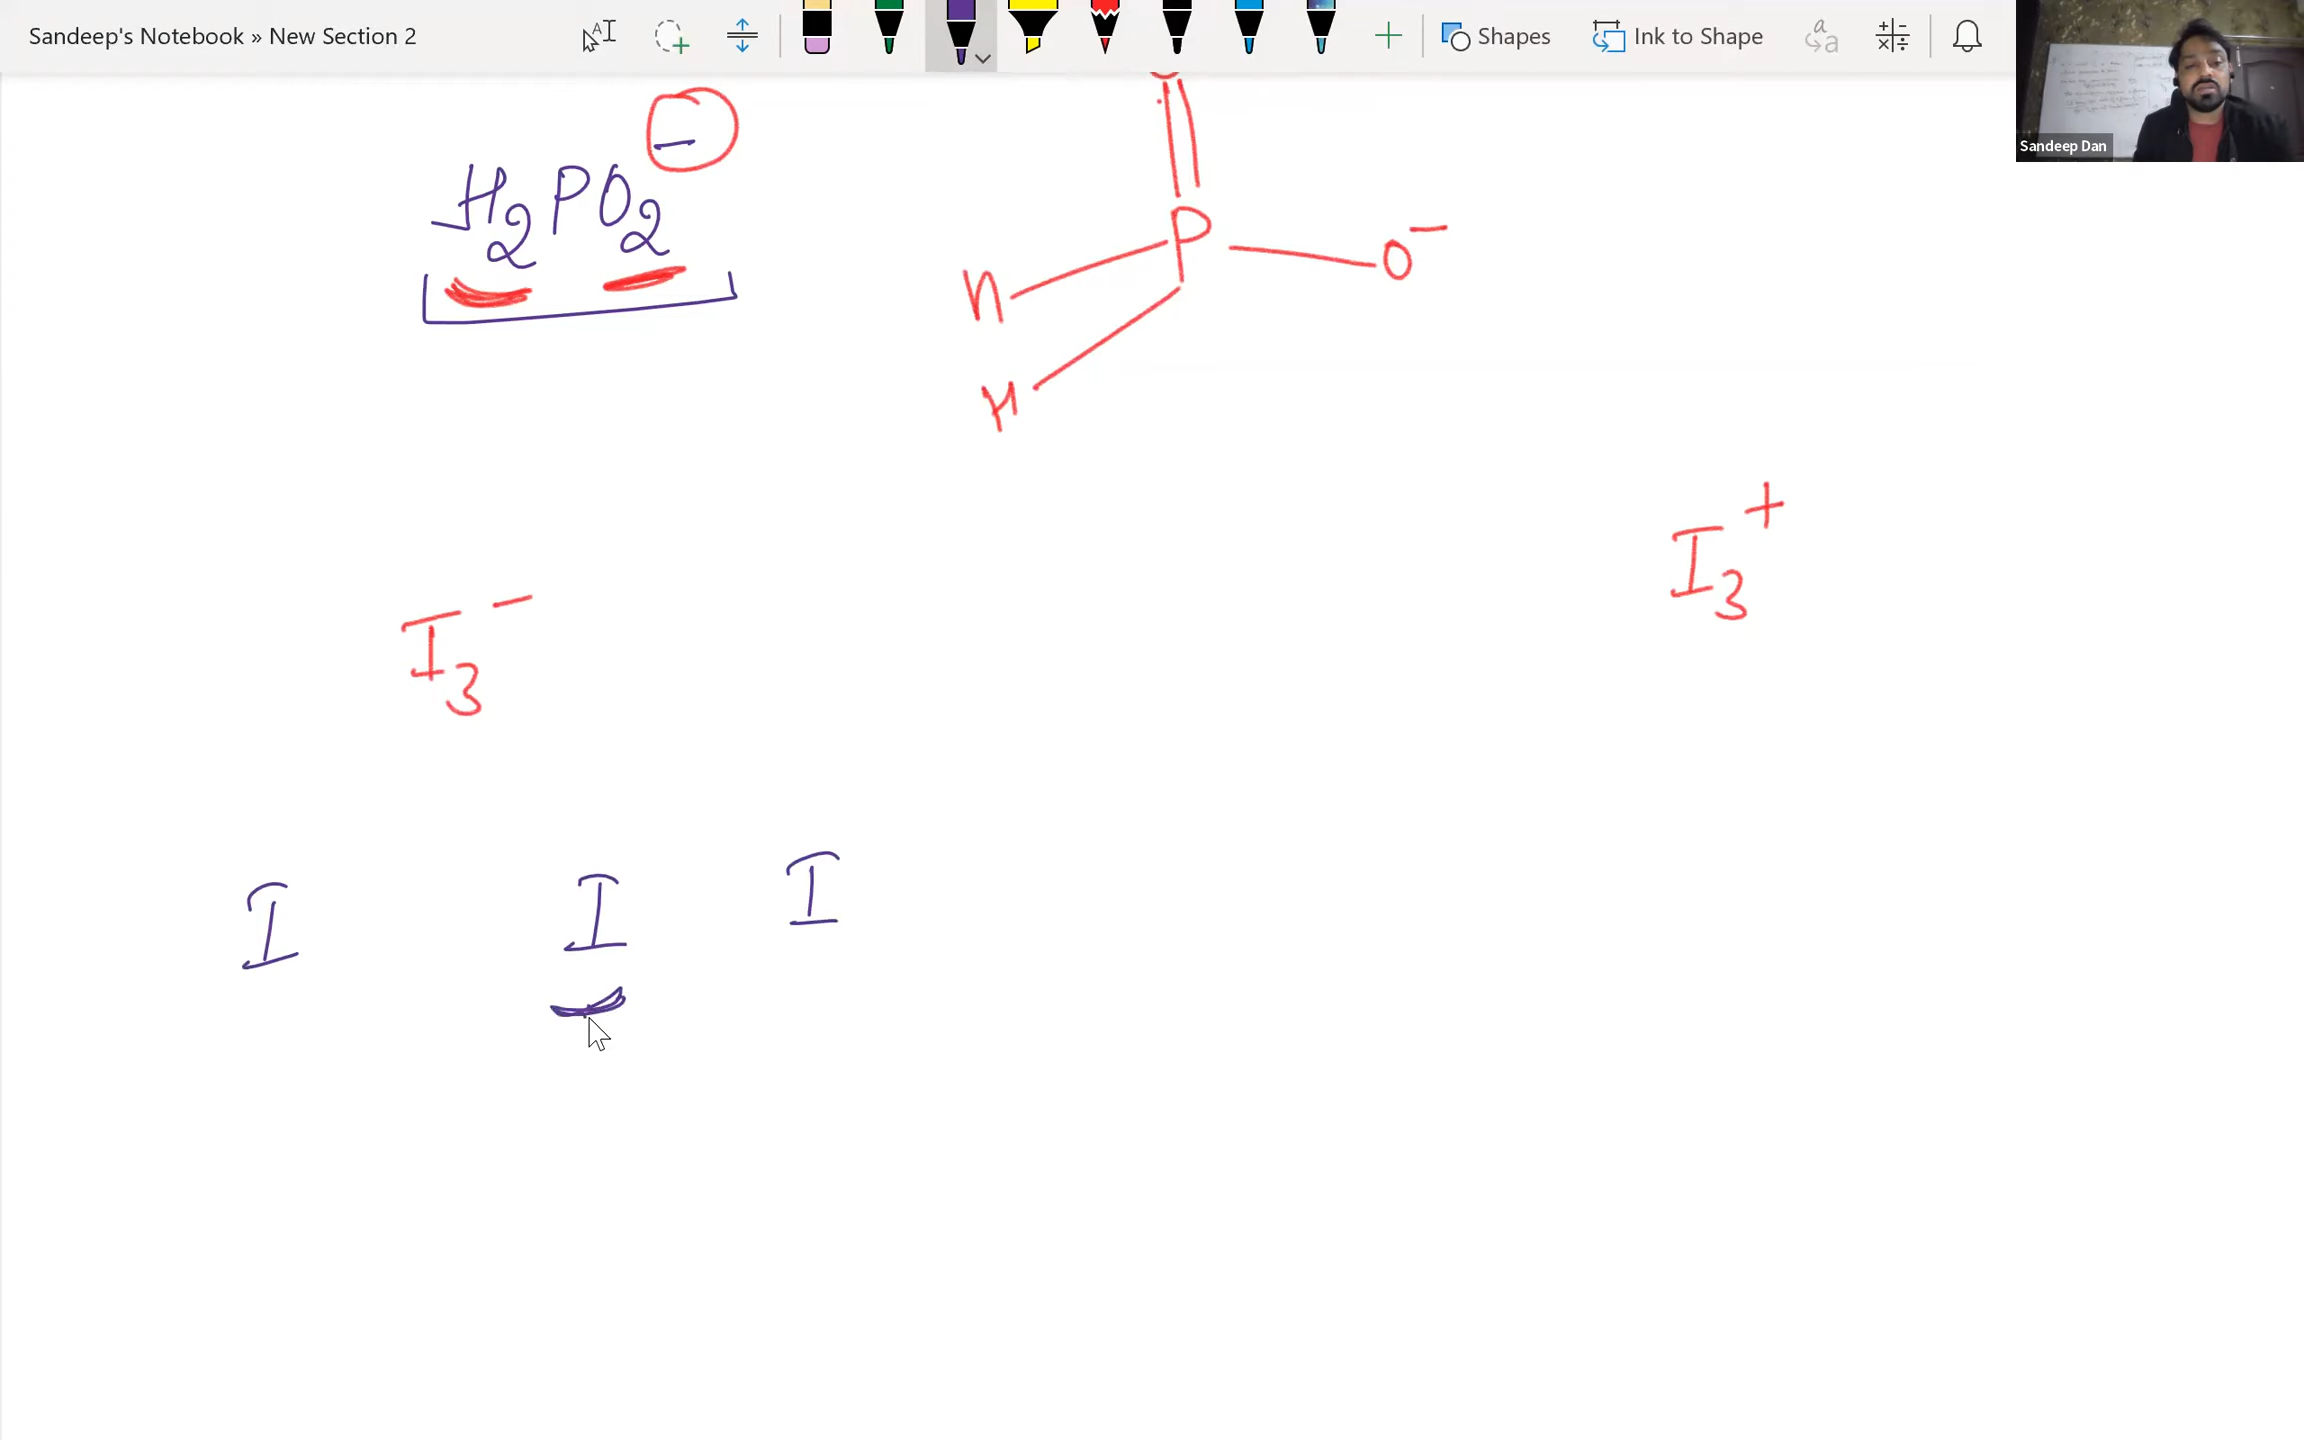 Sandeep's Notebook » New Section 2
Shapes
Ink to Shape
Sandeep Dan
H₂PO₂⁻
O
P
O⁻
H
H
I₃⁺
I₃⁻
I I I